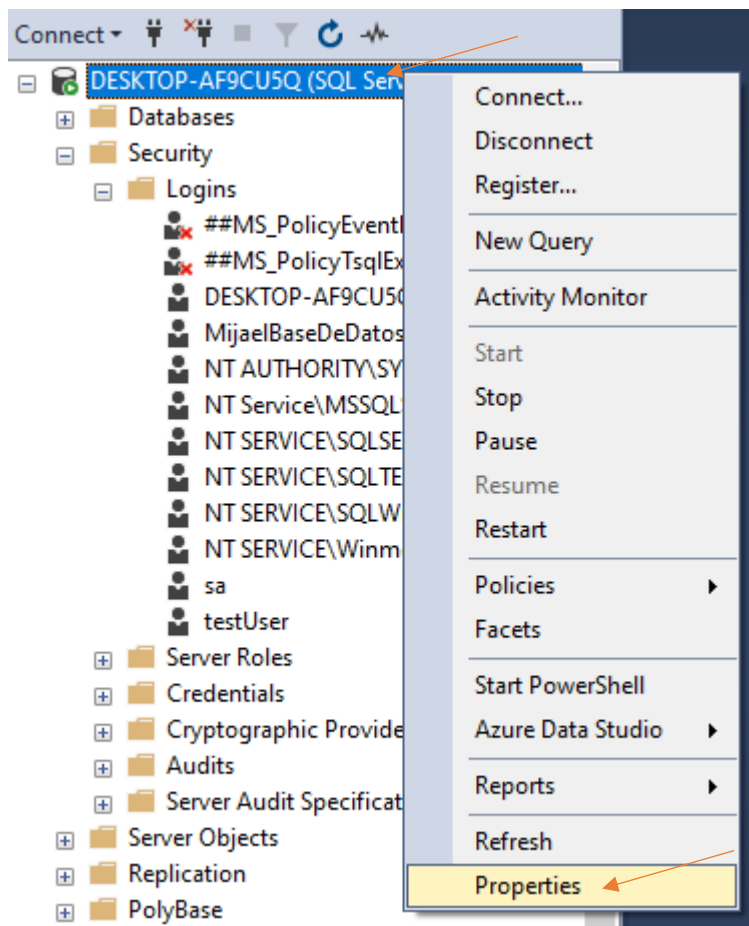 Connect
DESKTOP-AF9CU5Q (SQL Ser
Databases
Security
Logins
##MS_PolicyEventl
##MS_PolicyTsqlEx
DESKTOP-AF9CU5Q
MijaelBaseDeDatos
NT AUTHORITY\SY
NT Service\MSSQL
NT SERVICE\SQLSE
NT SERVICE\SQLTE
NT SERVICE\SQLW
NT SERVICE\Winm
sa
testUser
Server Roles
Credentials
Cryptographic Provide
Audits
Server Audit Specificat
Server Objects
Replication
PolyBase
Connect...
Disconnect
Register...
New Query
Activity Monitor
Start
Stop
Pause
Resume
Restart
Policies
Facets
Start PowerShell
Azure Data Studio
Reports
Refresh
Properties